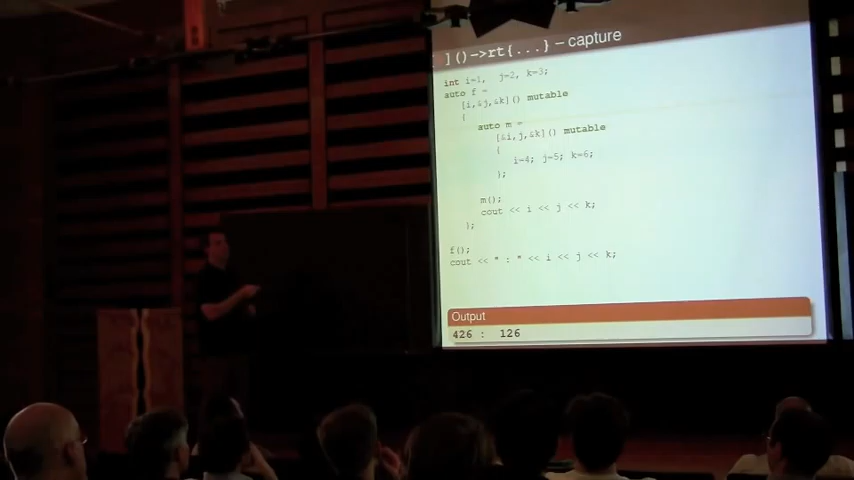 ]()->rt{...} – capture
int i=1, j=2, k=3;
auto f =
[i,&j,&k]() mutable
{
auto m =
[&i,j,&k]() mutable
{
i=4; j=5; k=6;
};
m();
cout << i << j << k;
};
f();
cout << " : " << i << j << k;
Output
426 : 126